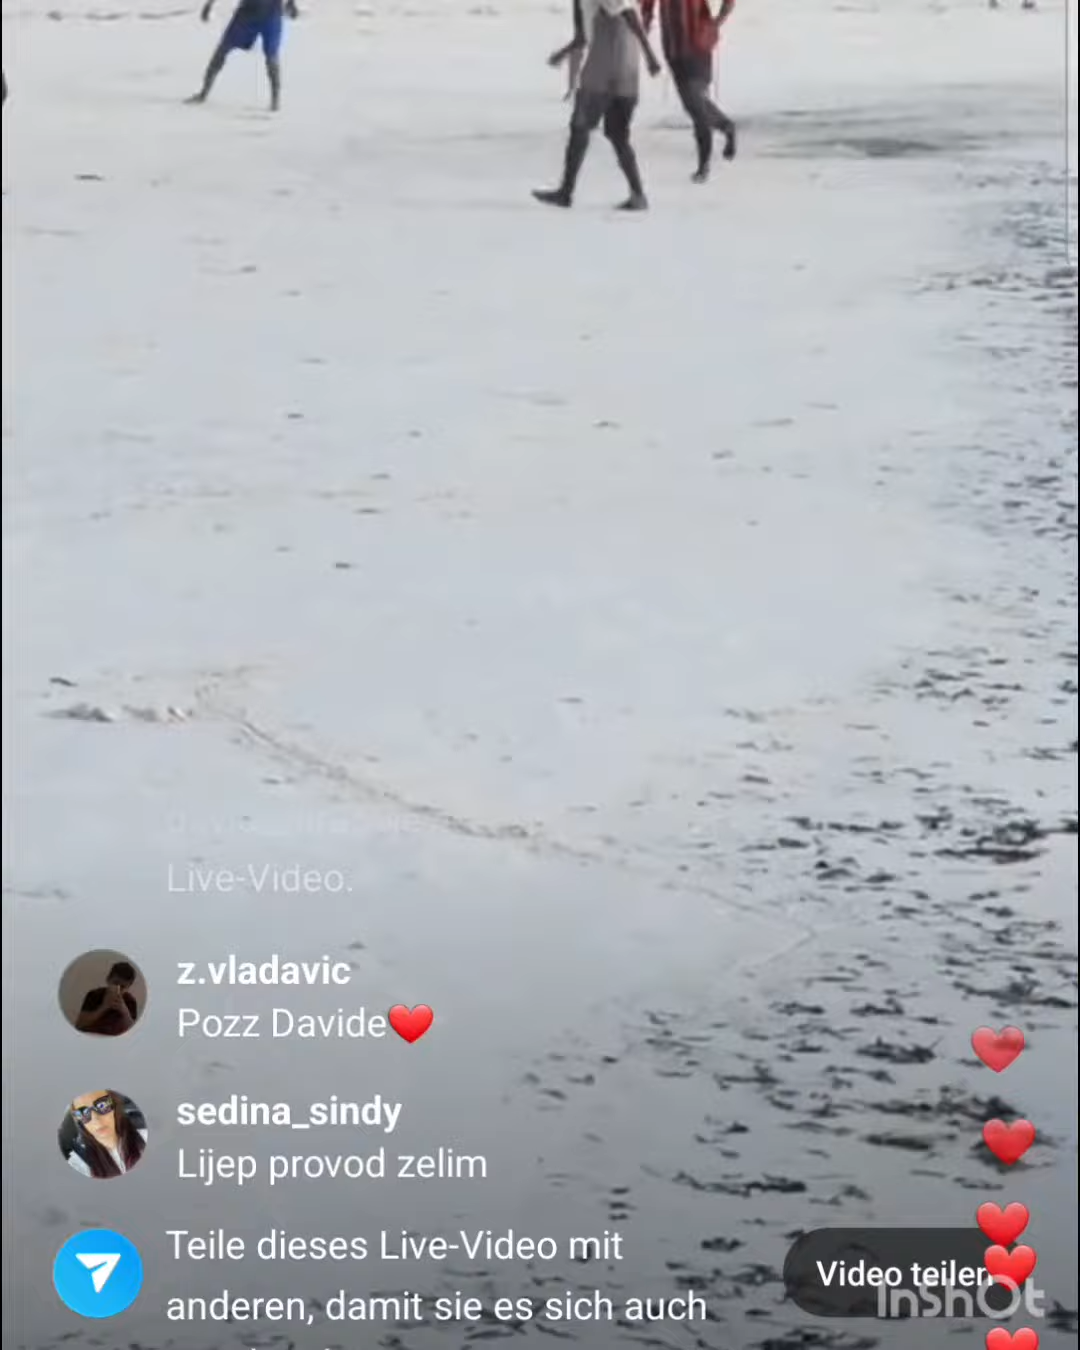 Live-Video.
z.vladavic
Pozz Davide❤️
sedina_sindy
Lijep provod zelim
Teile dieses Live-Video mit
anderen, damit sie es sich auch
Video teilen
InShOt